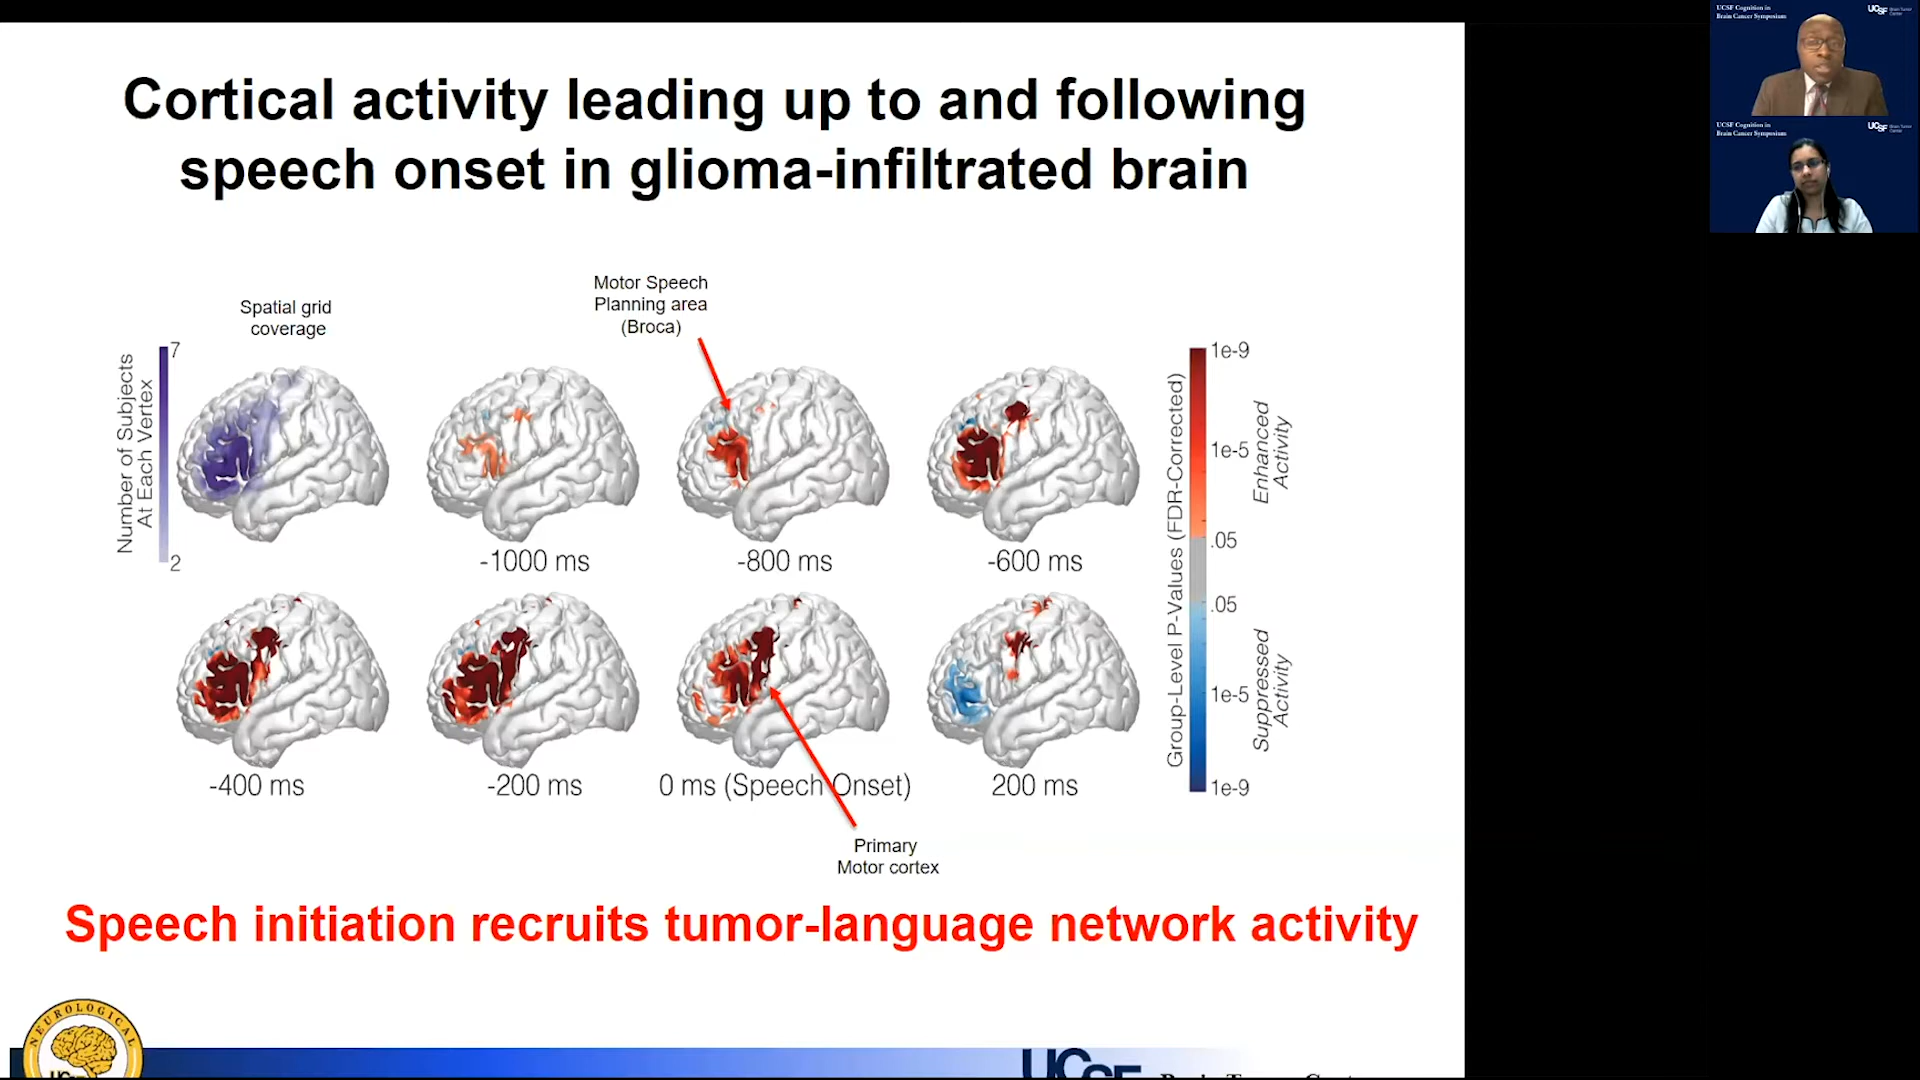 Cortical activity leading up to and following
speech onset in glioma-infiltrated brain
Spatial grid
coverage
Motor Speech
Planning area
(Broca)
Number of Subjects
At Each Vertex
7
2
-1000 ms
-800 ms
-600 ms
-400 ms
-200 ms
0 ms (Speech Onset)
200 ms
Primary
Motor cortex
Group-Level P-Values (FDR-Corrected)
1e-9
1e-5
.05
.05
1e-5
1e-9
Enhanced
Activity
Suppressed
Activity
Speech initiation recruits tumor-language network activity
NEUROLOGICAL
UCSF
UCSF Cognition in
Brain Cancer Symposium
UCSF Brain Tumor
Center
UCSF Cognition in
Brain Cancer Symposium
UCSF Brain Tumor
Center